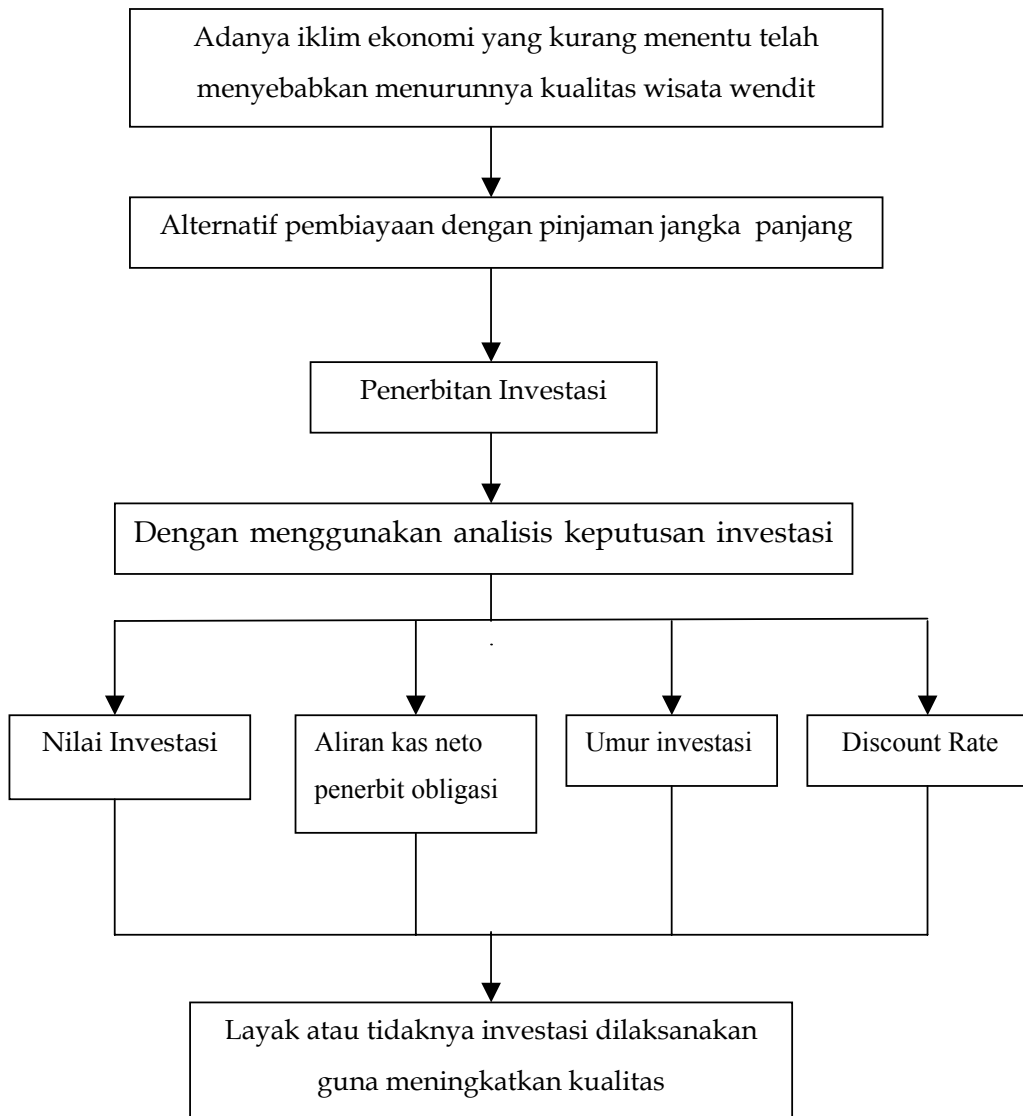 Adanya iklim ekonomi yang kurang menentu telah
menyebabkan menurunnya kualitas wisata wendit
Alternatif pembiayaan dengan pinjaman jangka panjang
Penerbitan Investasi
Dengan menggunakan analisis keputusan investasi
Nilai Investasi
Aliran kas neto
penerbit obligasi
Umur investasi
Discount Rate
Layak atau tidaknya investasi dilaksanakan
guna meningkatkan kualitas